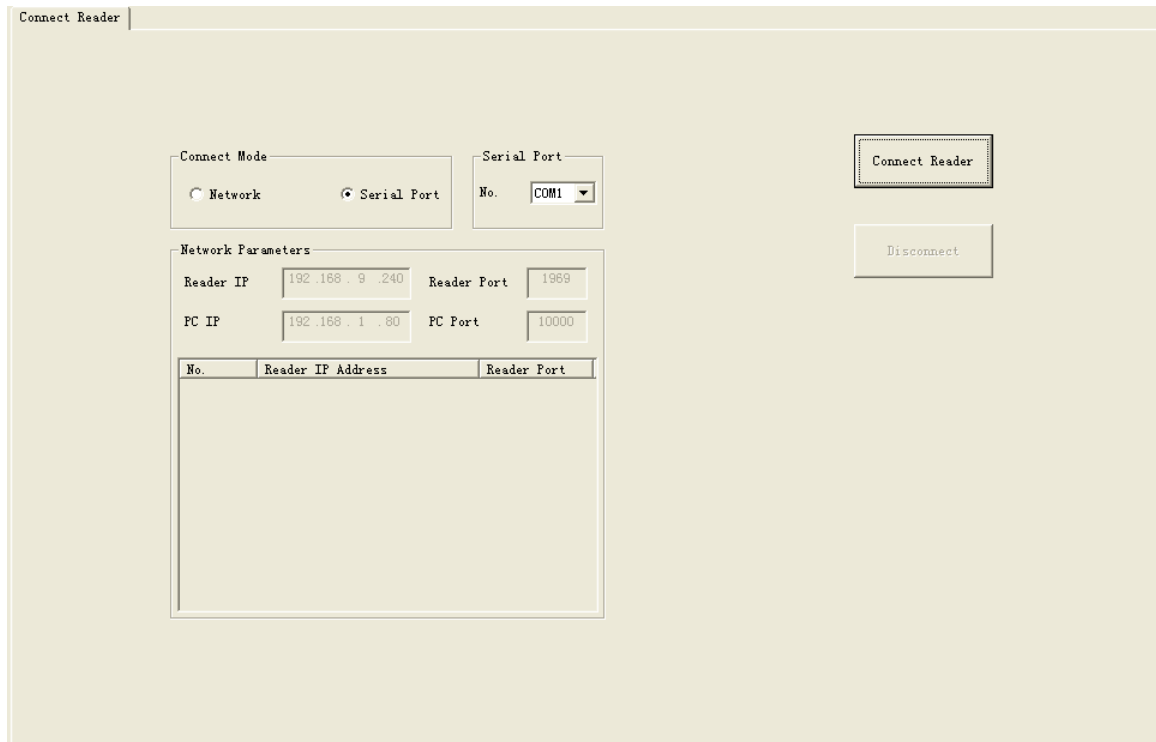 Connect Reader
Connect Mode
Network Serial Port
Serial Port
No. COM1
Connect Reader
Disconnect
Network Parameters
Reader IP 192 .168 . 9 .240 Reader Port 1969
PC IP 192 .168 . 1 .80 PC Port 10000
No. Reader IP Address Reader Port